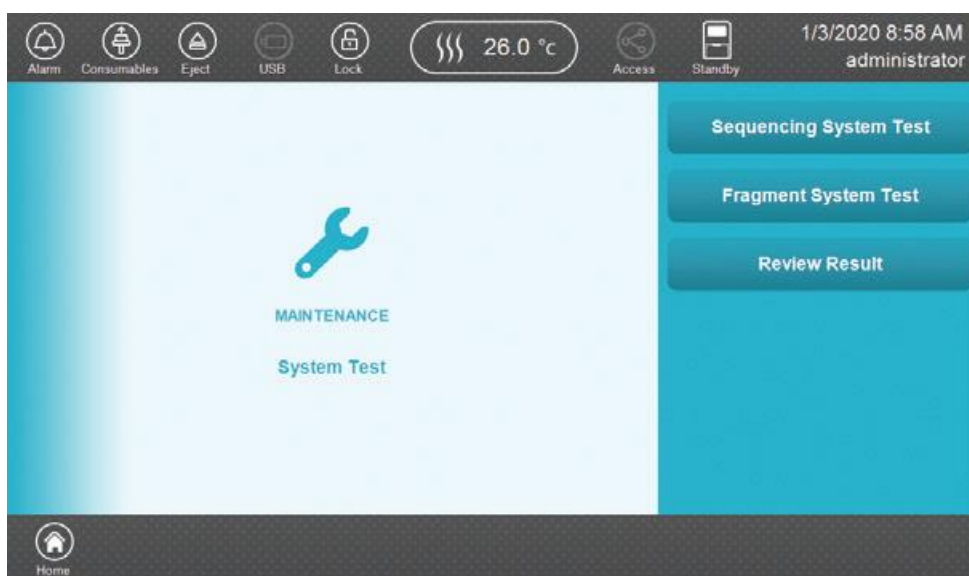 Alarm
Consumables
Eject
USB
Lock
26.0 °c
Access
Standby
1/3/2020 8:58 AM
administrator
Sequencing System Test
Fragment System Test
Review Result
MAINTENANCE
System Test
Home